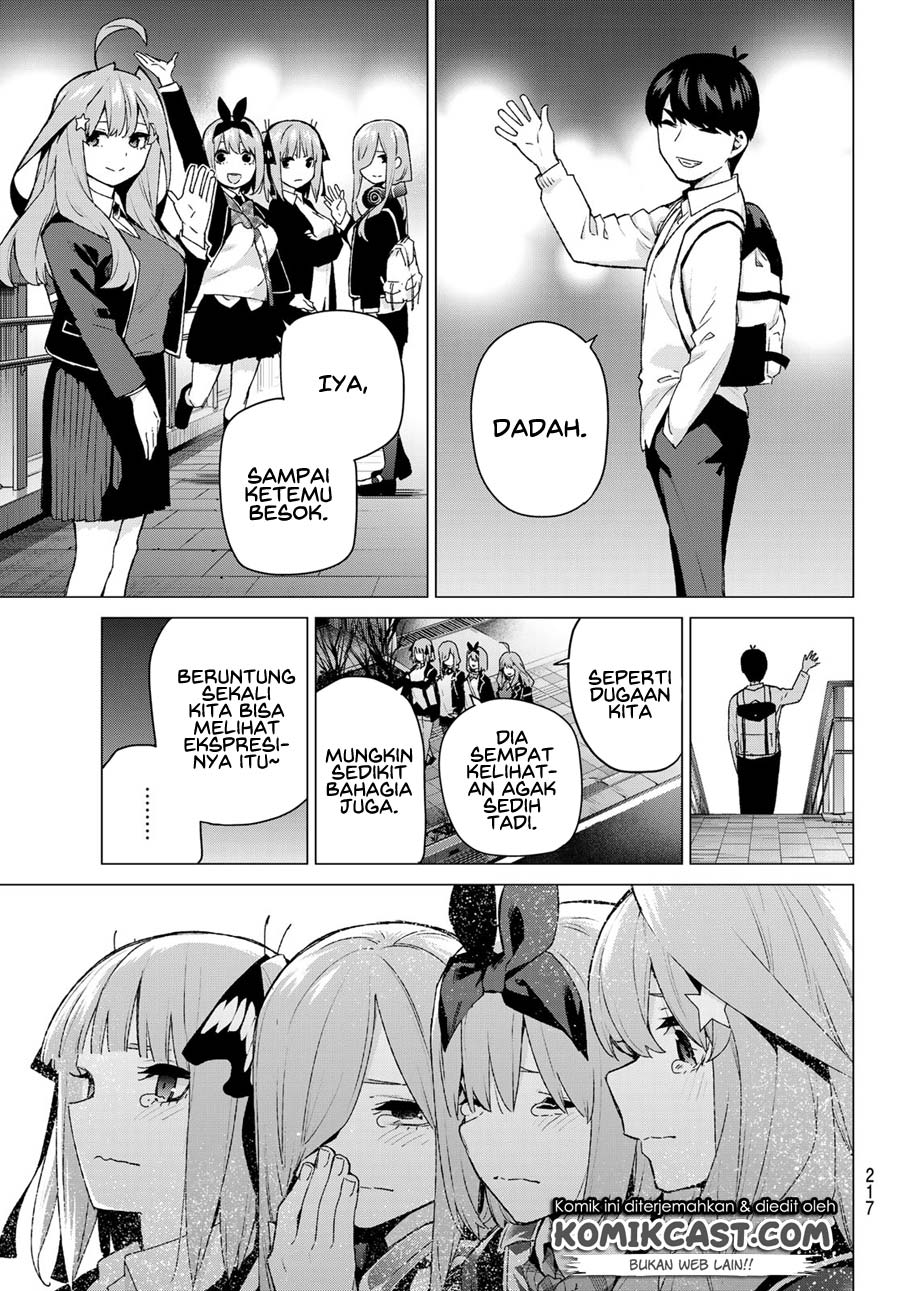 DADAH.
IYA,
SAMPAI
KETEMU
BESOK.
SEPERTI
DUGAAN
KITA
DIA
SEMPAT
KELIHAT-
AN AGAK
SEDIH
TADI.
MUNGKIN
SEDIKIT
BAHAGIA
JUGA.
BERUNTUNG
SEKALI
KITA BISA
MELIHAT
EKSPRESI-
NYA ITU~
........
217
Komik ini diterjemahkan & diedit oleh
KOMIKCAST.COM
BUKAN WEB LAIN!!